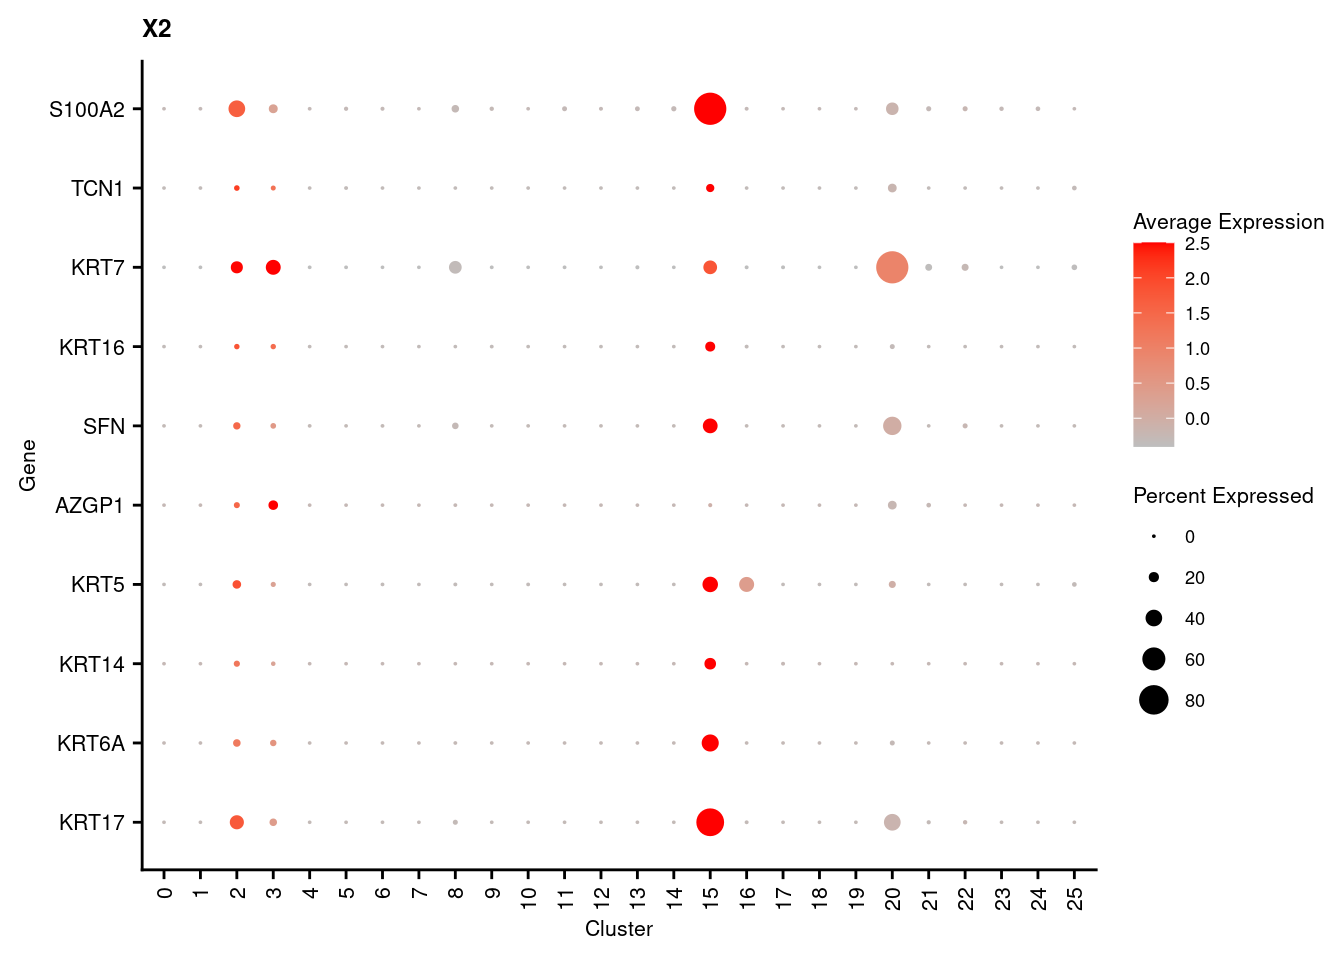 X2
S100A2
TCN1
KRT7
KRT16
SFN
AZGP1
KRT5
KRT14
KRT6A
KRT17
Gene
0 1 2 3 4 5 6 7 8 9 10 11 12 13 14 15 16 17 18 19 20 21 22 23 24 25
Cluster
Average Expression
2.5
2.0
1.5
1.0
0.5
0.0
Percent Expressed
0
20
40
60
80